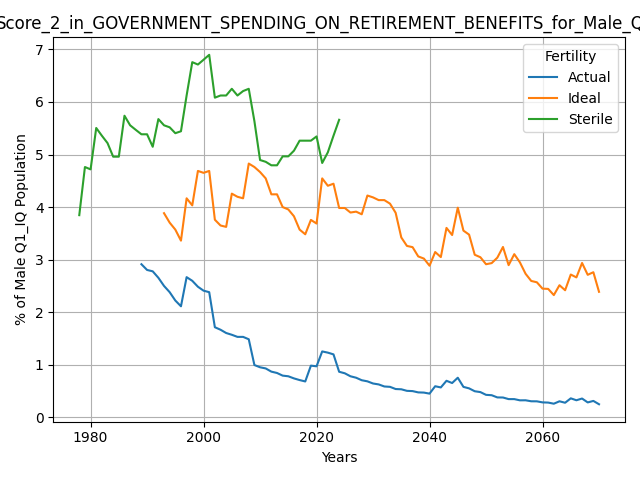 Score_2_in_GOVERNMENT_SPENDING_ON_RETIREMENT_BENEFITS_for_Male_Q
Fertility
Actual
Ideal
Sterile
% of Male Q1_IQ Population
7
6
5
4
3
2
1
0
1980 2000 2020 2040 2060
Years